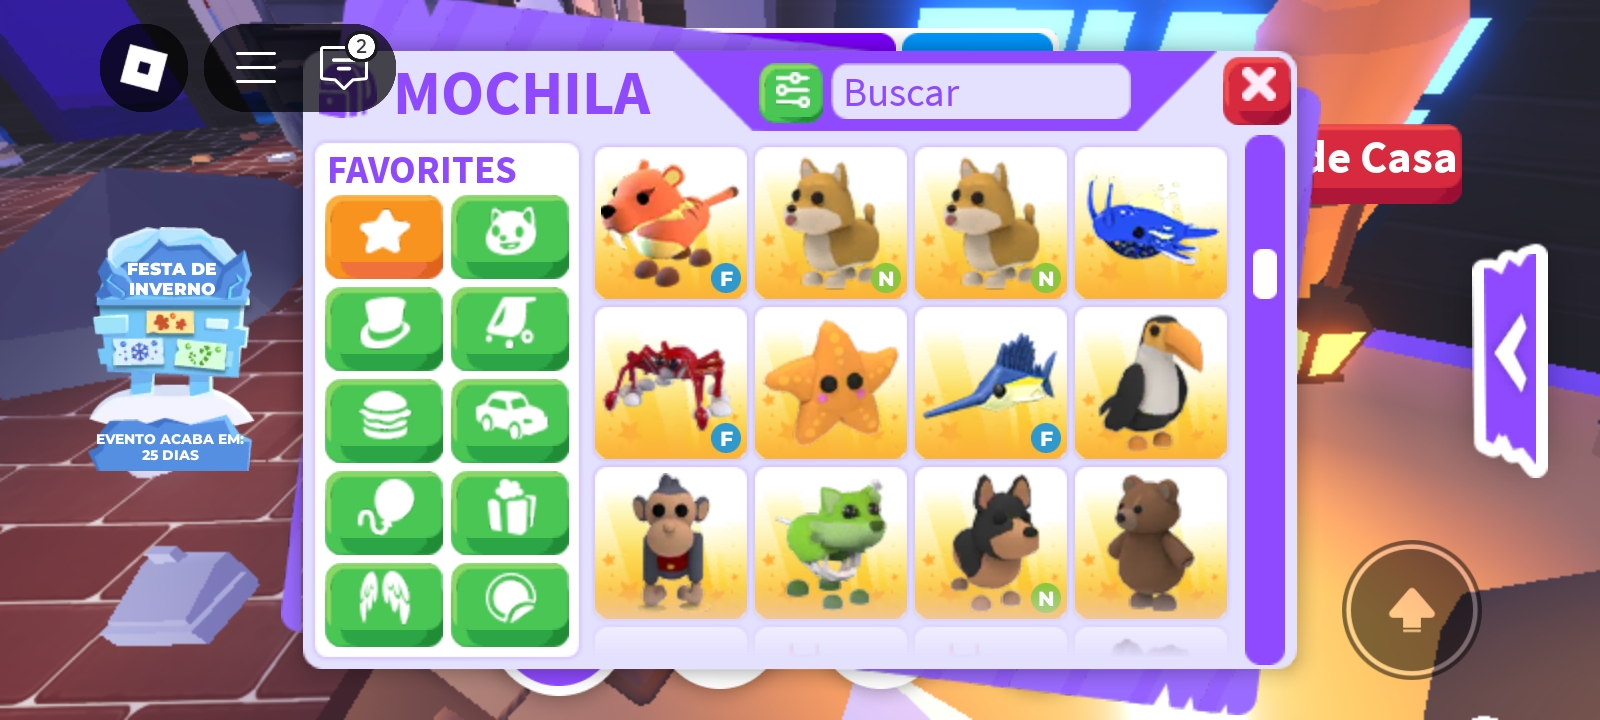 2
MOCHILA
Buscar
FAVORITES
de Casa
FESTA DE
INVERNO
EVENTO ACABA EM:
25 DIAS
F
N
N
F
F
N